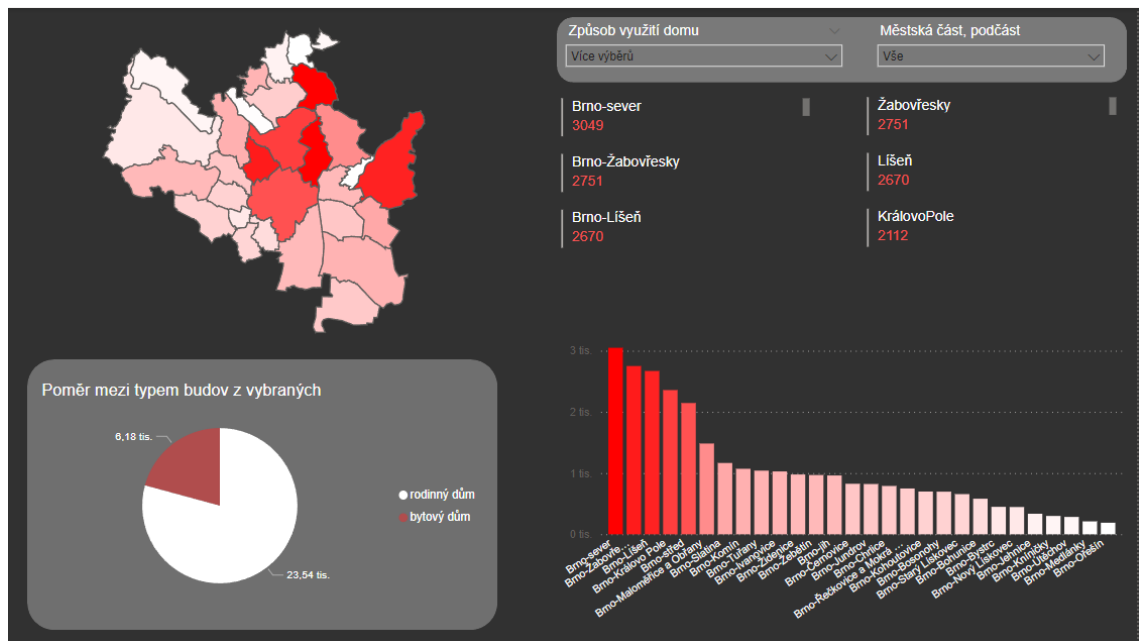 Způsob využití domu
Více výběrů
Městská část, podčást
Vše
Brno-sever
3049
Brno-Žabovřesky
2751
Brno-Líšeň
2670
Žabovřesky
2751
Líšeň
2670
KrálovoPole
2112
Poměr mezi typem budov z vybraných
6,18 tis.
23,54 tis.
rodinný dům
bytový dům
3 tis.
2 tis.
1 tis.
0 tis.
Brno-sever
Brno-Žabovře...
Brno-Líšeň
Brno-Královo Pole
Brno-střed
Brno-Maloměřice a Obřany
Brno-Slatina
Brno-Komín
Brno-Tuřany
Brno-Ivanovice
Brno-Židenice
Brno-Žebětín
Brno-jih
Brno-Černovice
Brno-Jundrov
Brno-Chrlice
Brno-Řečkovice a Mokrá ...
Brno-Kohoutovice
Brno-Bosonohy
Brno-Starý Lískovec
Brno-Bohunice
Brno-Bystrc
Brno-Nový Lískovec
Brno-Jehnice
Brno-Kníničky
Brno-Útěchov
Brno-Medlánky
Brno-Ořešín